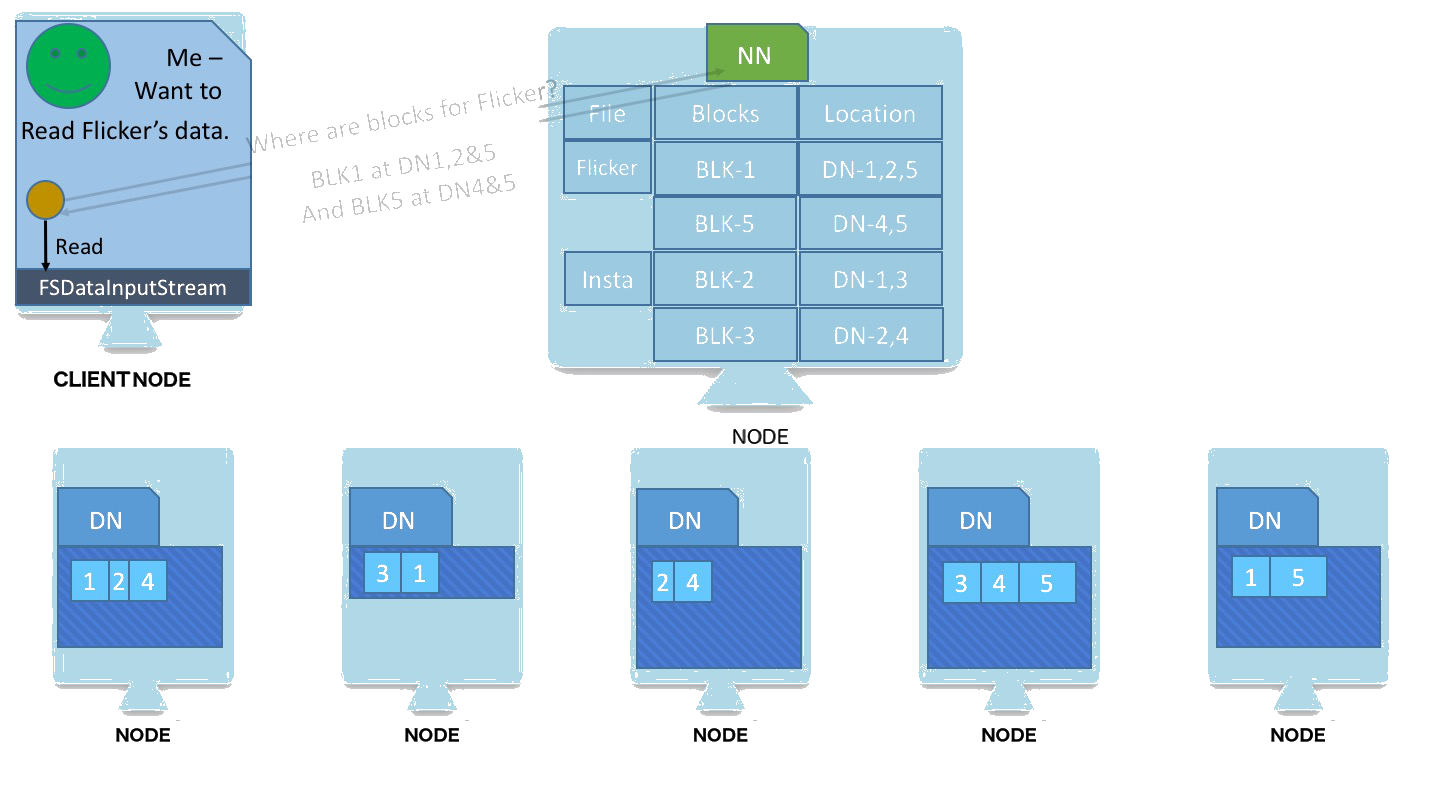 Me –
Want to
Read Flicker's data.
Read
FSDataInputStream
CLIENTNODE
Where are blocks for Flicker?
BLK1 at DN1,2&5
And BLK5 at DN4&5
NN
File Blocks Location
Flicker BLK-1 DN-1,2,5
BLK-5 DN-4,5
Insta BLK-2 DN-1,3
BLK-3 DN-2,4
NODE
DN
1 2 4
NODE
DN
3 1
NODE
DN
2 4
NODE
DN
3 4 5
NODE
DN
1 5
NODE